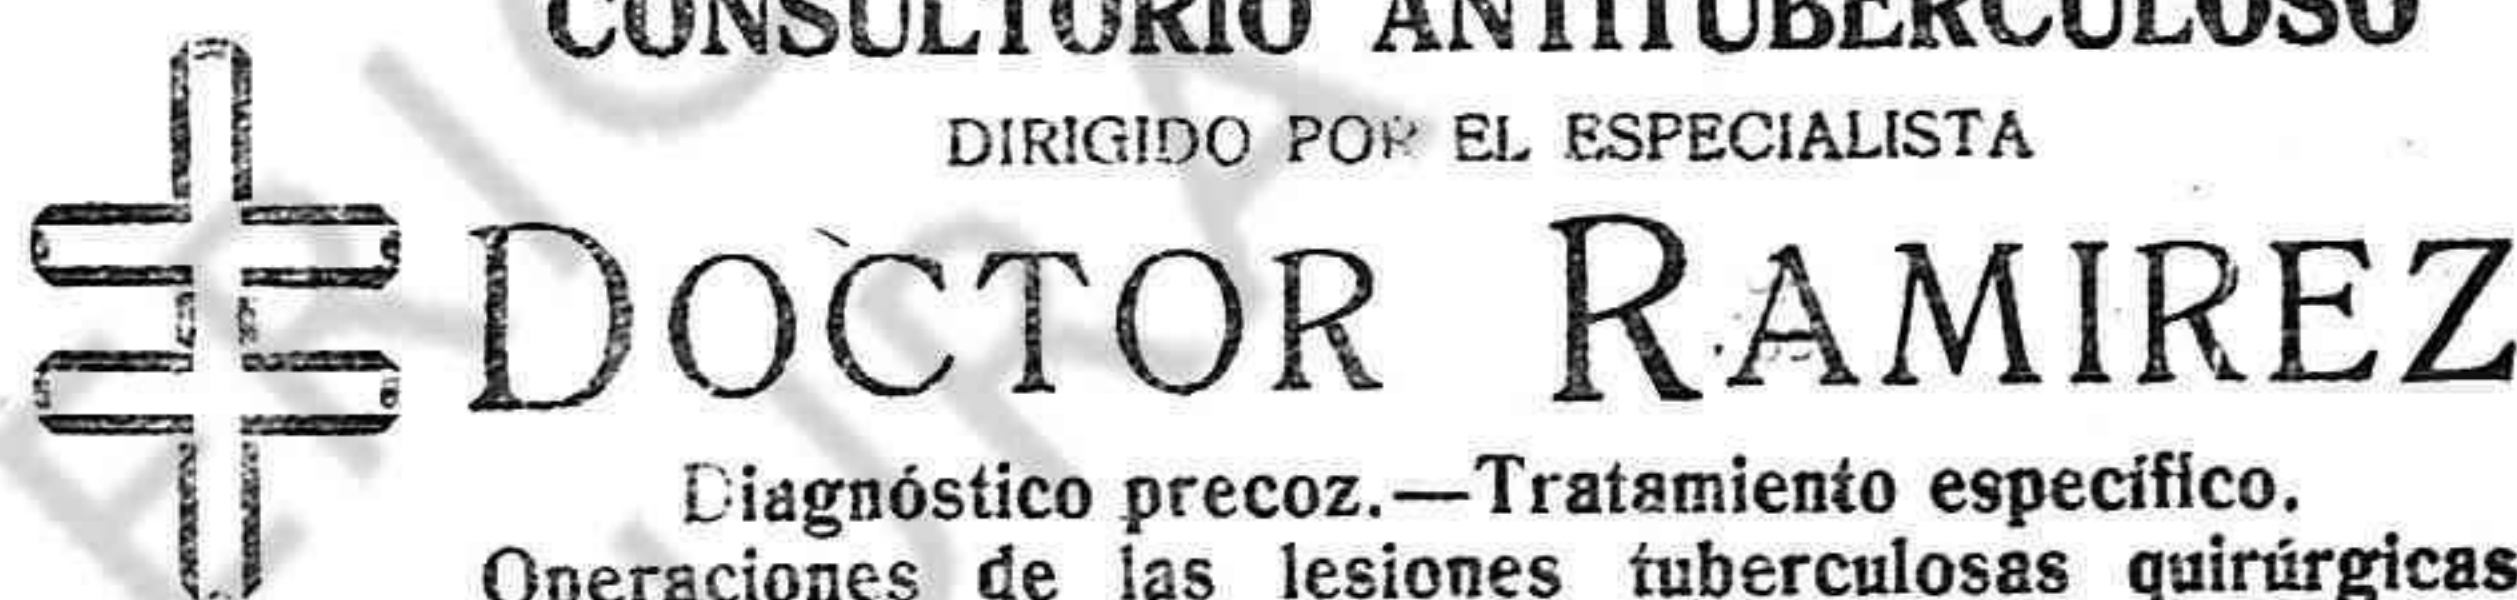 CONSULTORIO ANTITUBERCULOSO
DIRIGIDO POR EL ESPECIALISTA
DOCTOR RAMIREZ
Diagnóstico precoz.—Tratamiento específico.
Operaciones de las lesiones tuberculosas quirúrgicas